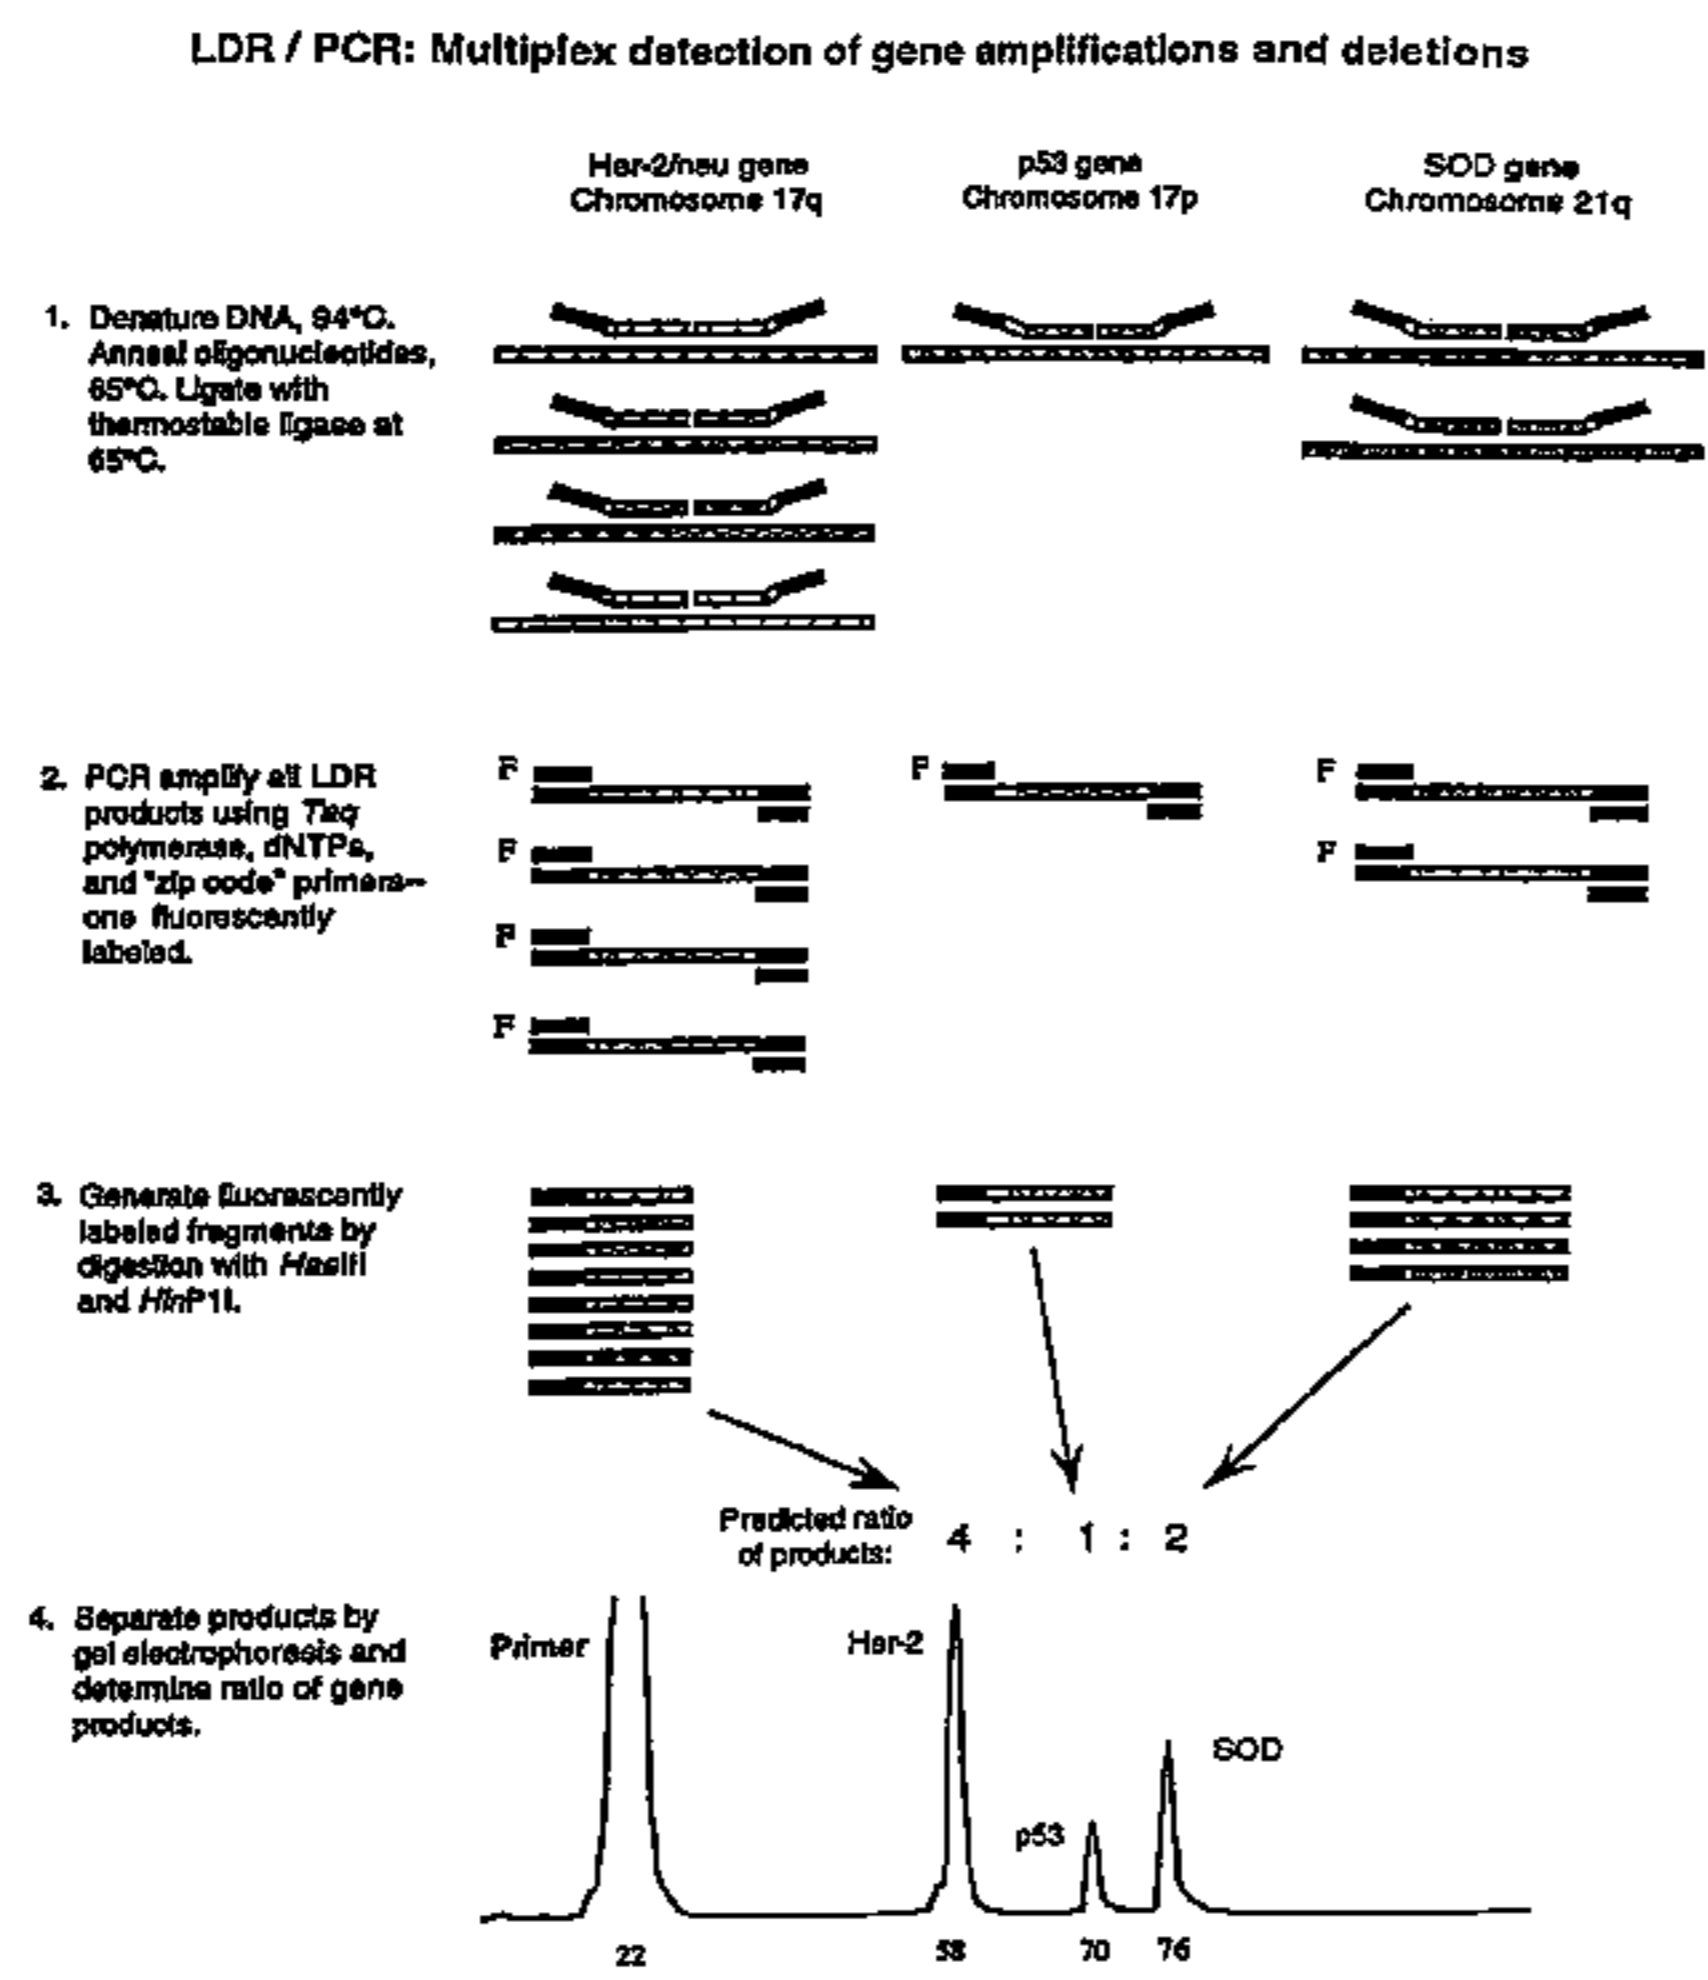 LDR / PCR: Multiplex detection of gene amplifications and deletions
Her-2/neu gene
Chromosome 17q
p53 gene
Chromosome 17p
SOD gene
Chromosome 21q
1. Denature DNA, 94°C.
Anneal oligonucleotides,
65°C. Ligate with
thermostable ligase at
65°C.
2. PCR amplify all LDR
products using Taq
polymerase, dNTPs,
and "zip code" primers--
one fluorescently
labeled.
F
F
F
F
F
F
F
3. Generate fluorescently
labeled fragments by
digestion with HaeIII
and HinP1I.
Predicted ratio
of products:
4 : 1 : 2
4. Separate products by
gel electrophoresis and
determine ratio of gene
products.
Primer
Her-2
p53
SOD
22
58
70
76